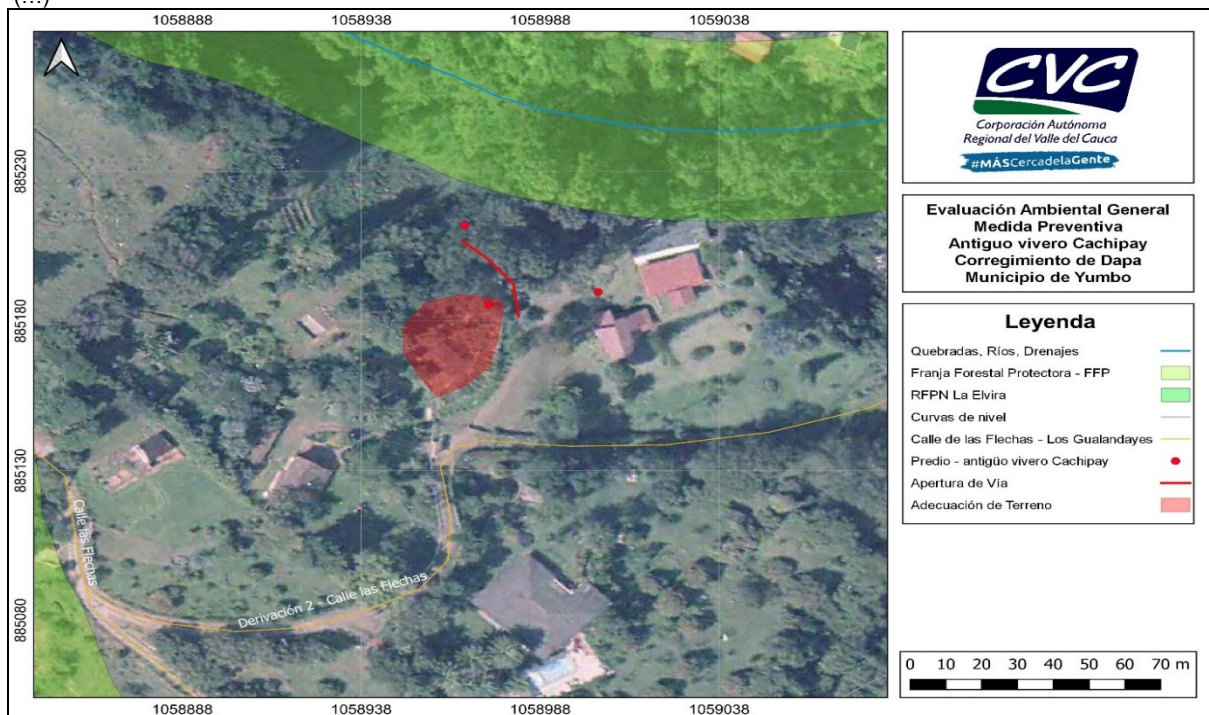 (...)
1058888 1058938 1058988 1059038
885230
885180
885130
885080
Calle las Flechas
Derivación 2 - Calle las Flechas
1058888 1058938 1058988 1059038
CVC
Corporación Autónoma
Regional del Valle del Cauca
#MÁSCercadelaGente
Evaluación Ambiental General
Medida Preventiva
Antiguo vivero Cachipay
Corregimiento de Dapa
Municipio de Yumbo
Leyenda
Quebradas, Ríos, Drenajes
Franja Forestal Protectora - FFP
RFPN La Elvira
Curvas de nivel
Calle de las Flechas - Los Gualandayes
Predio - antigüo vivero Cachipay
Apertura de Vía
Adecuación de Terreno
0 10 20 30 40 50 60 70 m